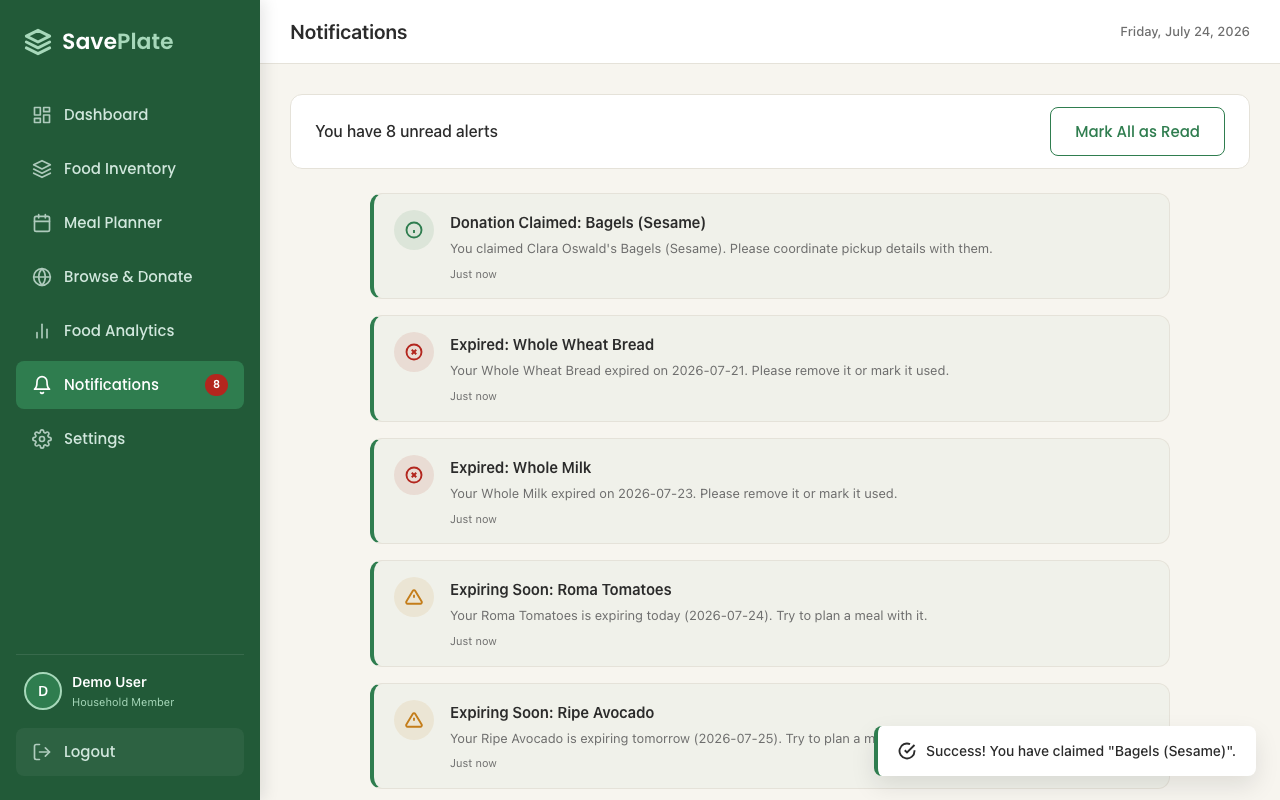 SavePlate
Dashboard
Food Inventory
Meal Planner
Browse & Donate
Food Analytics
Notifications
8
Settings
D
Demo User
Household Member
Logout
Notifications
Friday, July 24, 2026
You have 8 unread alerts
Mark All as Read
Donation Claimed: Bagels (Sesame)
You claimed Clara Oswald's Bagels (Sesame). Please coordinate pickup details with them.
Just now
Expired: Whole Wheat Bread
Your Whole Wheat Bread expired on 2026-07-21. Please remove it or mark it used.
Just now
Expired: Whole Milk
Your Whole Milk expired on 2026-07-23. Please remove it or mark it used.
Just now
Expiring Soon: Roma Tomatoes
Your Roma Tomatoes is expiring today (2026-07-24). Try to plan a meal with it.
Just now
Expiring Soon: Ripe Avocado
Your Ripe Avocado is expiring tomorrow (2026-07-25). Try to plan a
Just now
Success! You have claimed "Bagels (Sesame)".